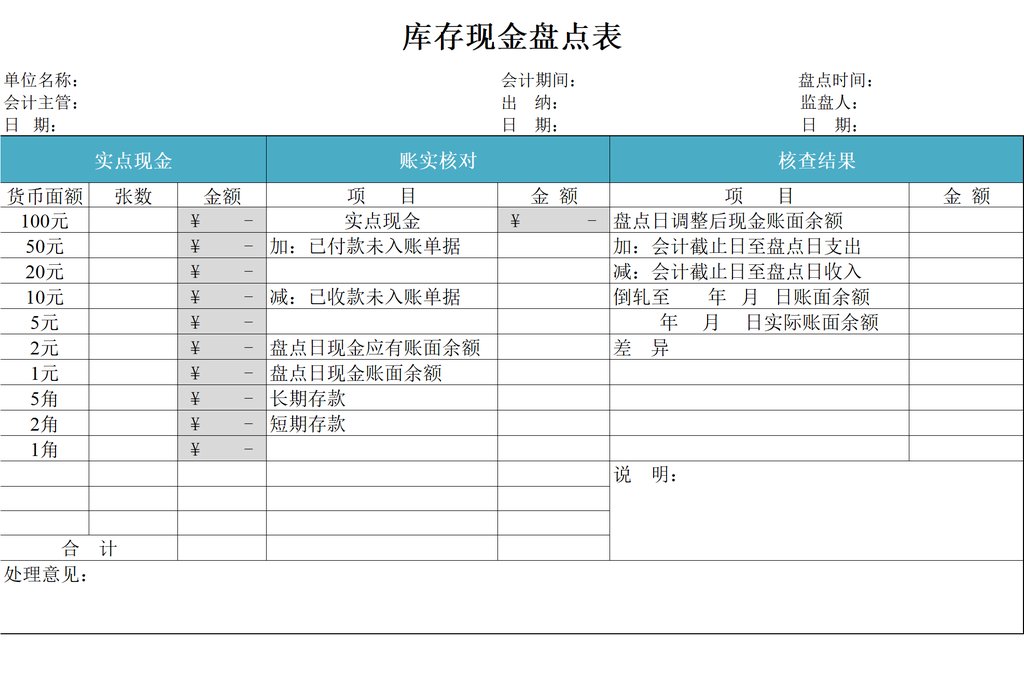 库存现金盘点表
单位名称： 会计期间： 盘点时间：
会计主管： 出 纳： 监盘人：
日 期： 日 期： 日 期：
实点现金 账实核对 核查结果
货币面额 张数 金额 项 目 金 额 项 目 金 额
100元 ¥ - 实点现金 ¥ - 盘点日调整后现金账面余额
50元 ¥ - 加：已付款未入账单据 加：会计截止日至盘点日支出
20元 ¥ - 减：会计截止日至盘点日收入
10元 ¥ - 减：已收款未入账单据 倒轧至 年 月 日账面余额
5元 ¥ - 年 月 日实际账面余额
2元 ¥ - 盘点日现金应有账面余额 差 异
1元 ¥ - 盘点日现金账面余额
5角 ¥ - 长期存款
2角 ¥ - 短期存款
1角 ¥ -
说 明：
合 计
处理意见：